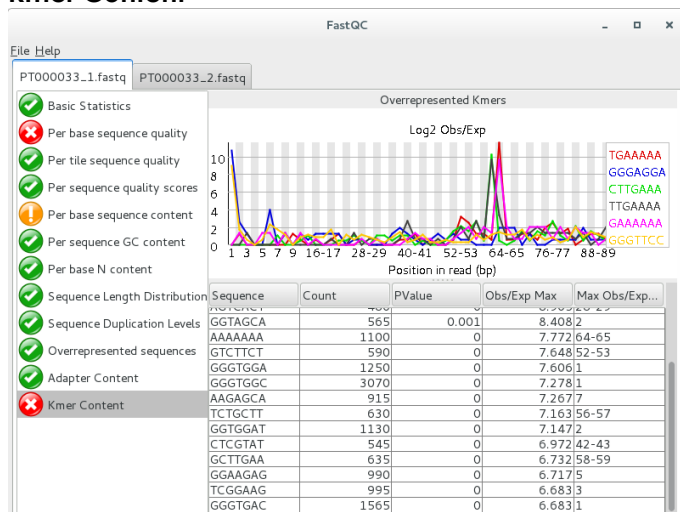 FastQC
File Help
PT000033_1.fastq PT000033_2.fastq
Basic Statistics
Per base sequence quality
Per tile sequence quality
Per sequence quality scores
Per base sequence content
Per sequence GC content
Per base N content
Sequence Length Distribution
Sequence Duplication Levels
Overrepresented sequences
Adapter Content
Kmer Content
Overrepresented Kmers
Log2 Obs/Exp
10
8
6
4
2
0
TGAAAAA
GGGAGGA
CTTGAAA
TTGAAAA
GAAAAAA
GGGTTCC
1 3 5 7 9 16-17 28-29 40-41 52-53 64-65 76-77 88-89
Position in read (bp)
Sequence Count PValue Obs/Exp Max Max Obs/Exp...
GGTAGCA 565 0.001 8.408 2
AAAAAAA 1100 0 7.772 64-65
GTCTTCT 590 0 7.648 52-53
GGGTGGA 1250 0 7.606 1
GGGTGGC 3070 0 7.278 1
AAGAGCA 915 0 7.267 7
TCTGCTT 630 0 7.163 56-57
GGTGGAT 1130 0 7.147 2
CTCGTAT 545 0 6.972 42-43
GCTTGAA 635 0 6.732 58-59
GGAAGAG 990 0 6.717 5
TCGGAAG 995 0 6.683 3
GGGTGAC 1565 0 6.683 1